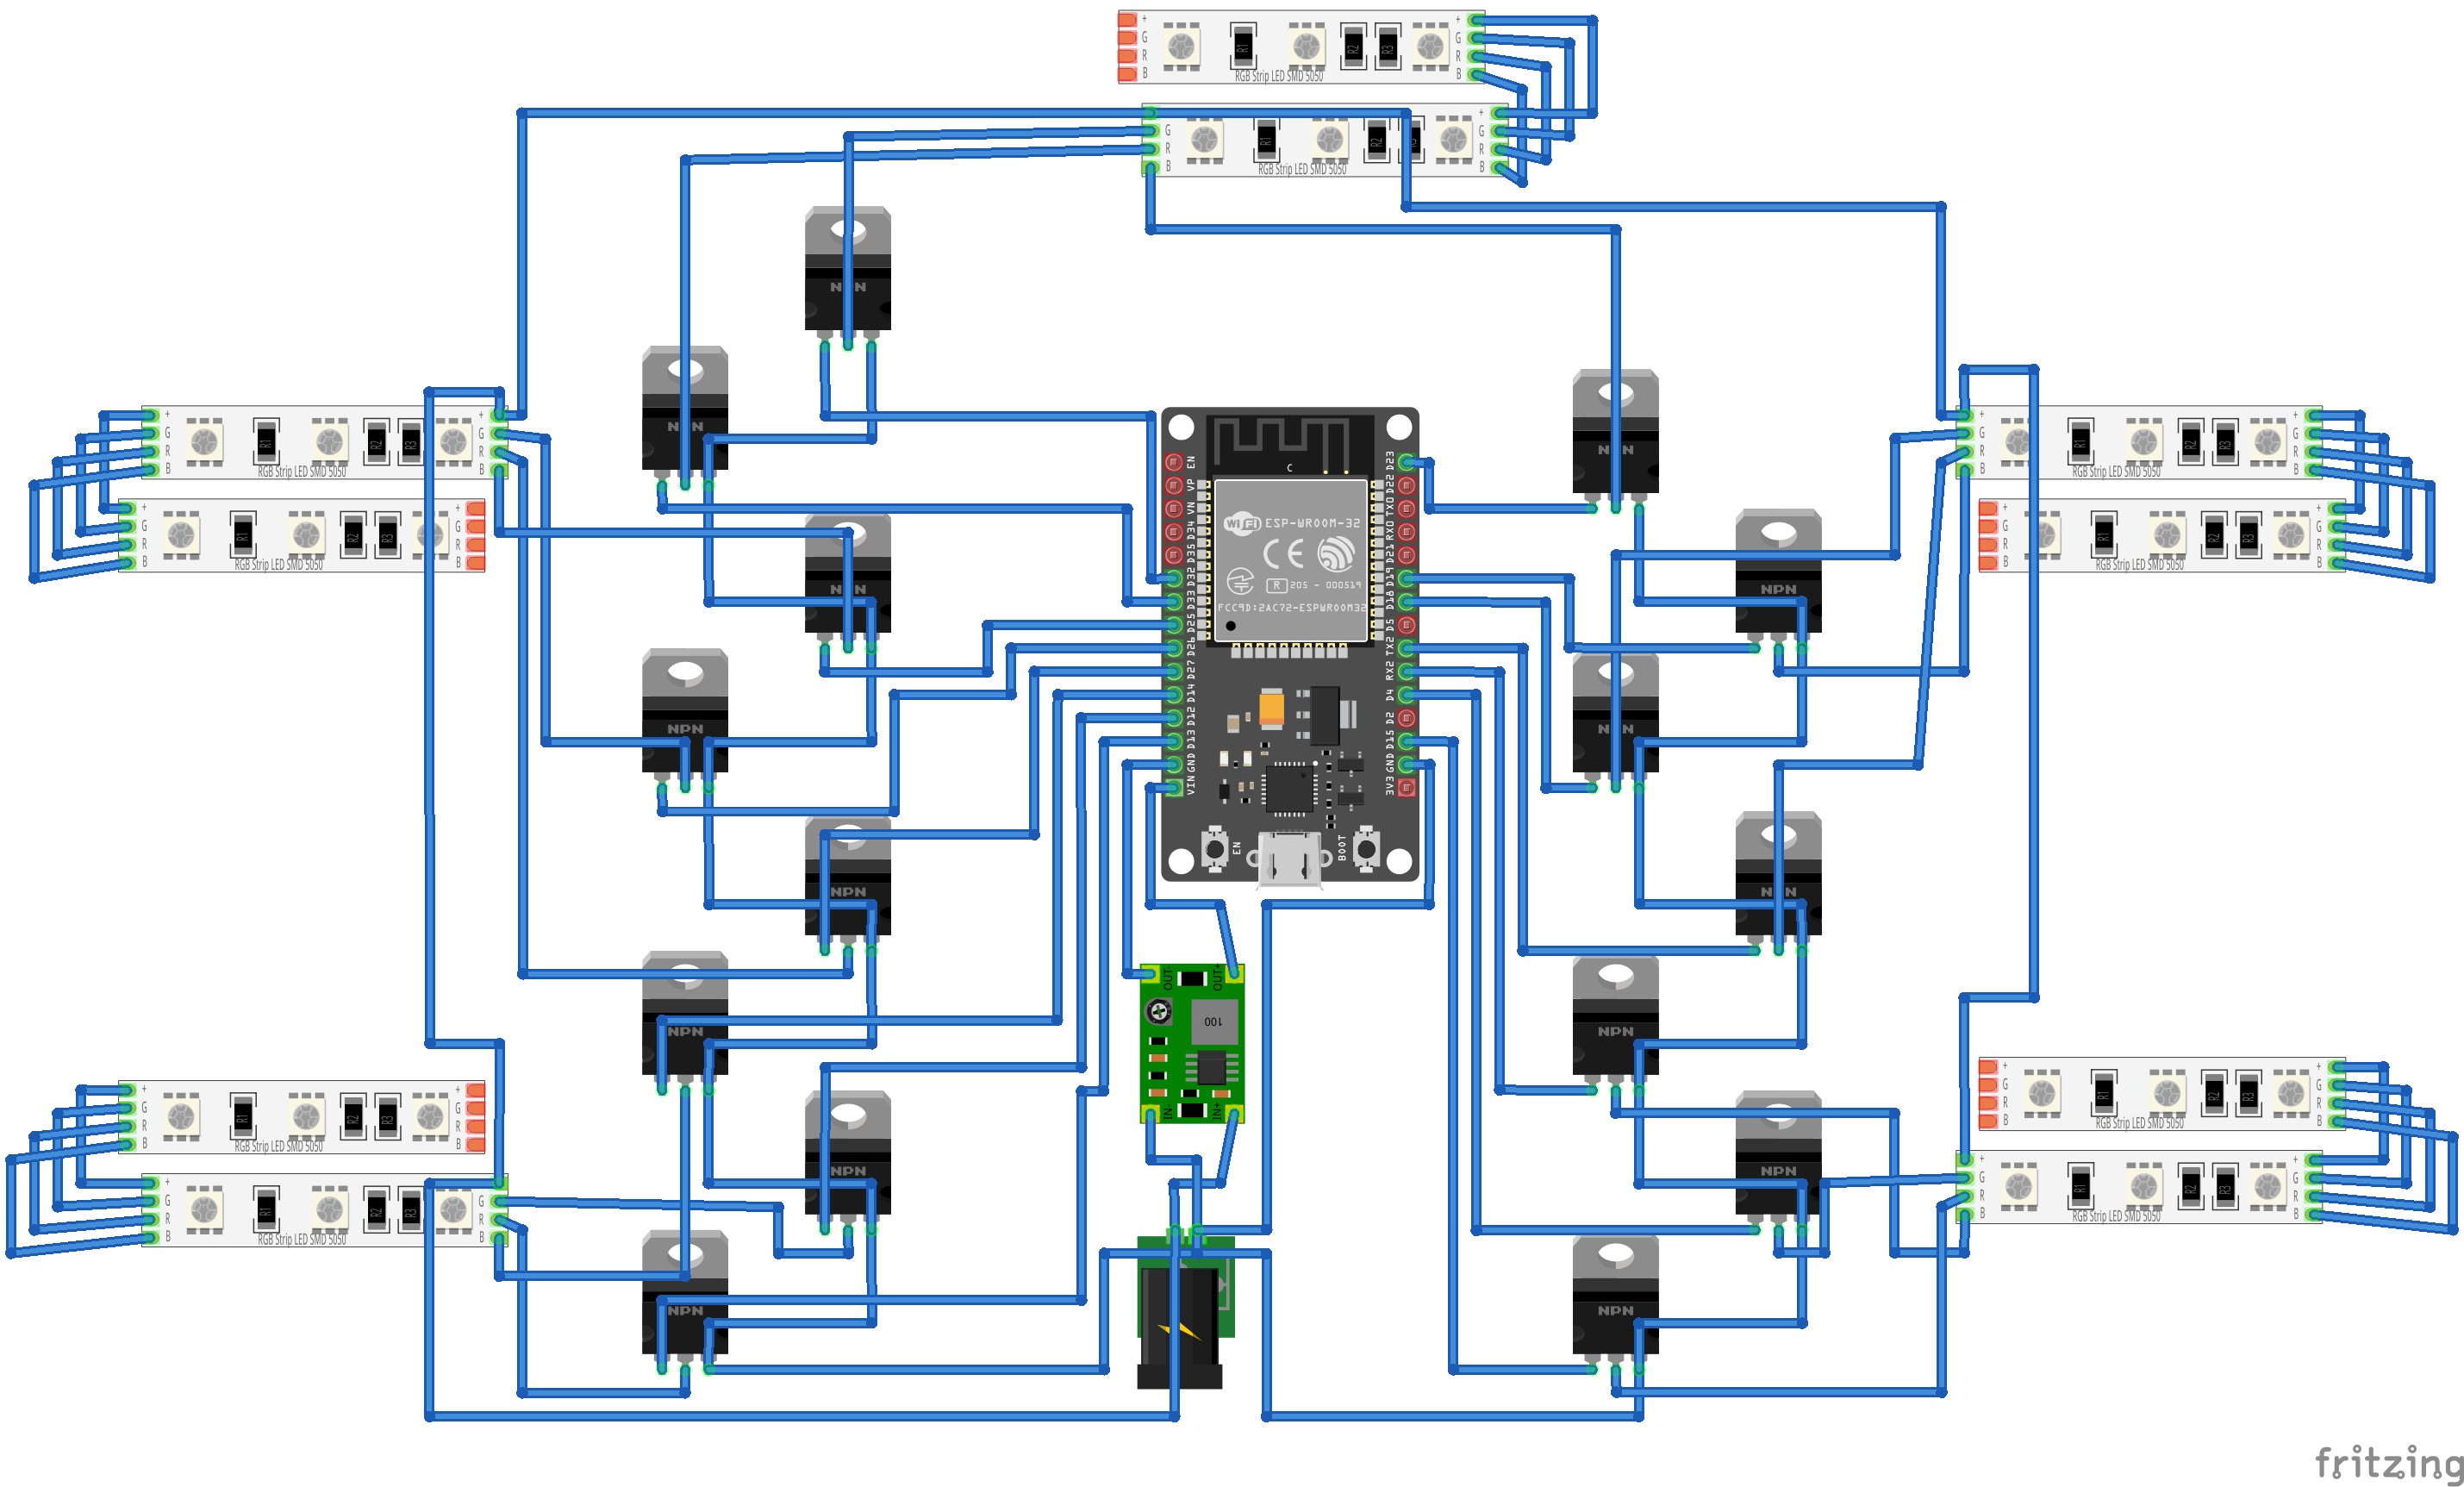 + +
G G
R R
B B
R1 R2 R3
RGB Strip LED SMD 5050
+
G G
R R
B B
R1 R2 R3
RGB Strip LED SMD 5050
NPN
NPN
NPN
+ +
G G
R
B B
R1 R2 R3
RGB Strip LED SMD 5050
+ +
G G
R R
B B
R1 R2 R3
RGB Strip LED SMD 5050
+ +
G G
R R
B B
R1 R2 R3
RGB Strip LED SMD 5050
+ +
G G
R R
B B
R1 R2 R3
RGB Strip LED SMD 5050
C
EN D23
VP D22
VN TX0
D34 RX0
D35 D21
D32 D19
D33 D18
D25 D5
D26 TX2
D27 RX2
D14 D4
D12 D2
D13 D15
GND GND
VIN 3V3
WiFi ESP-WROOM-32
CE
R 205 - 000519
FCC9D:2AC72-ESPWROOM32
EN BOOT
NPN
NPN
NPN
NPN
NPN
NPN
NPN
NPN
NPN
NPN
OUT- OUT+
100
IN- IN+
+ +
G G
R R
B B
R1 R2 R3
RGB Strip LED SMD 5050
+ +
G G
R R
B B
R1 R2 R3
RGB Strip LED SMD 5050
+ +
G G
R R
B B
R1 R2 R3
RGB Strip LED SMD 5050
+ +
G G
R R
B B
R1 R2 R3
RGB Strip LED SMD 5050
NPN
NPN
fritzing